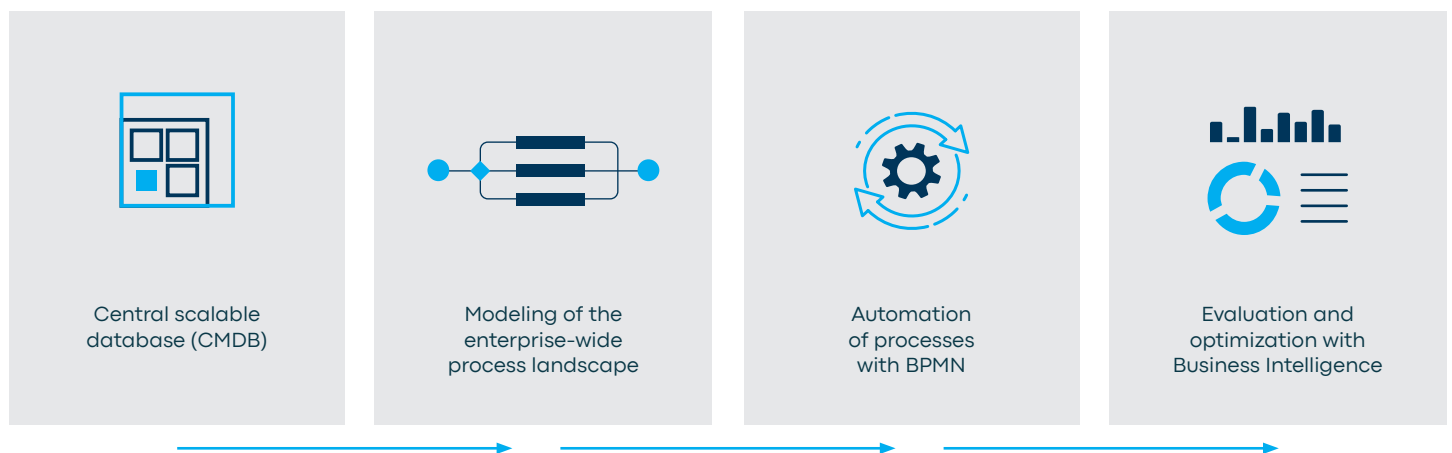 Central scalable
database (CMDB)
Modeling of the
enterprise-wide
process landscape
Automation
of processes
with BPMN
Evaluation and
optimization with
Business Intelligence